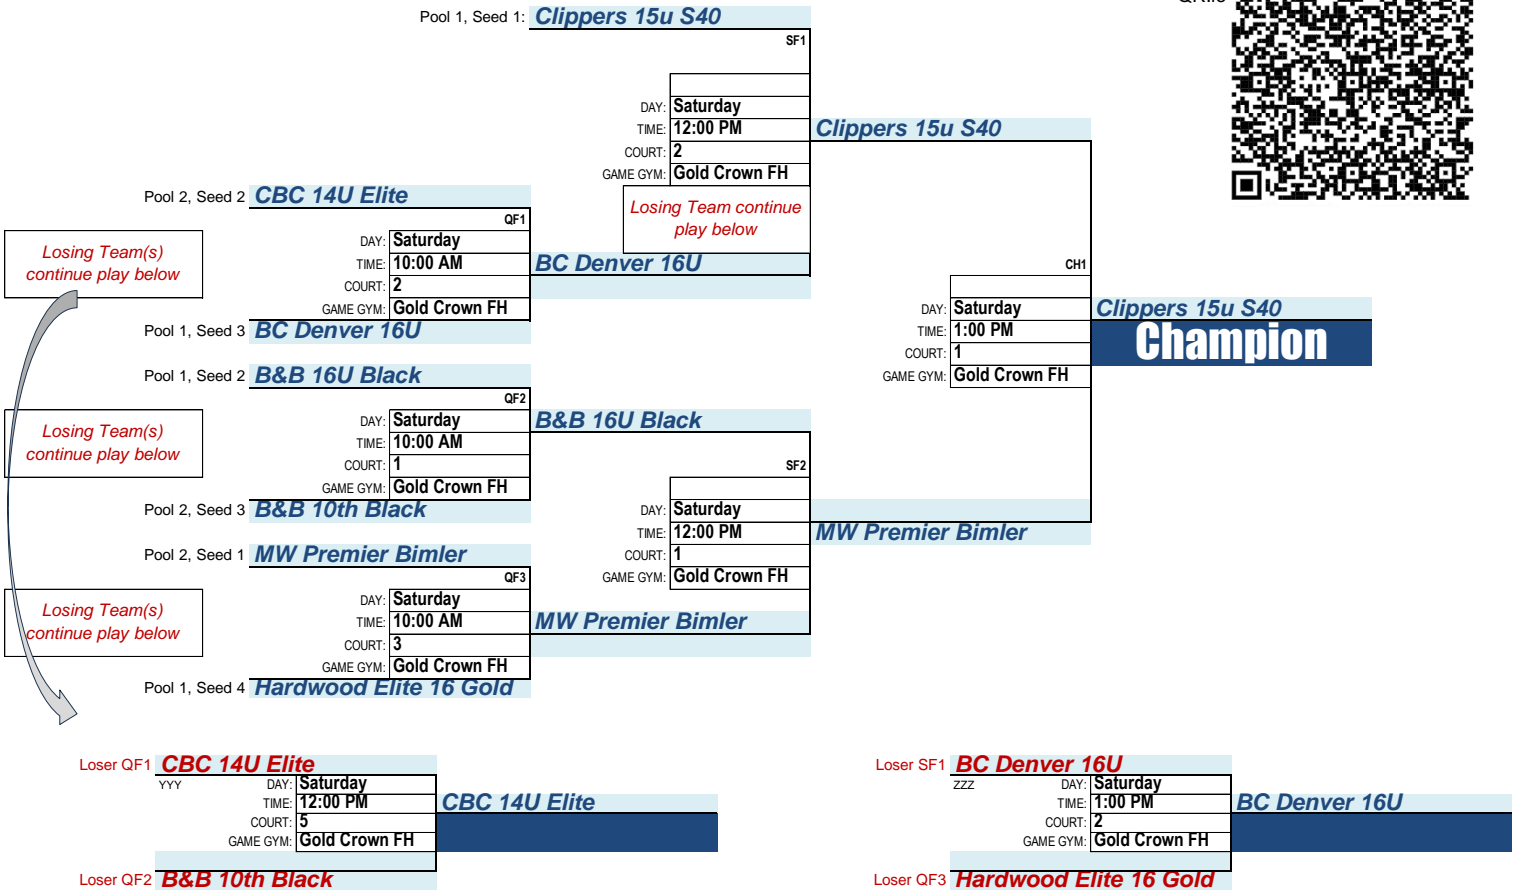 Pool 1, Seed 1: Clippers 15u S40
SF1
DAY: Saturday
TIME: 12:00 PM
COURT: 2
GAME GYM: Gold Crown FH
Losing Team continue
play below
Clippers 15u S40
Pool 2, Seed 2 CBC 14U Elite
QF1
Losing Team(s)
continue play below
DAY: Saturday
TIME: 10:00 AM
COURT: 2
GAME GYM: Gold Crown FH
BC Denver 16U
Pool 1, Seed 3 BC Denver 16U
CH1
DAY: Saturday
TIME: 1:00 PM
COURT: 1
GAME GYM: Gold Crown FH
Clippers 15u S40
Champion
Pool 1, Seed 2 B&B 16U Black
QF2
Losing Team(s)
continue play below
DAY: Saturday
TIME: 10:00 AM
COURT: 1
GAME GYM: Gold Crown FH
B&B 16U Black
Pool 2, Seed 3 B&B 10th Black
SF2
DAY: Saturday
TIME: 12:00 PM
COURT: 1
GAME GYM: Gold Crown FH
MW Premier Bimler
Pool 2, Seed 1 MW Premier Bimler
QF3
Losing Team(s)
continue play below
DAY: Saturday
TIME: 10:00 AM
COURT: 3
GAME GYM: Gold Crown FH
MW Premier Bimler
Pool 1, Seed 4 Hardwood Elite 16 Gold
Loser QF1 CBC 14U Elite
YYY
DAY: Saturday
TIME: 12:00 PM
COURT: 5
GAME GYM: Gold Crown FH
CBC 14U Elite
Loser QF2 B&B 10th Black
Loser SF1 BC Denver 16U
ZZZ
DAY: Saturday
TIME: 1:00 PM
COURT: 2
GAME GYM: Gold Crown FH
BC Denver 16U
Loser QF3 Hardwood Elite 16 Gold